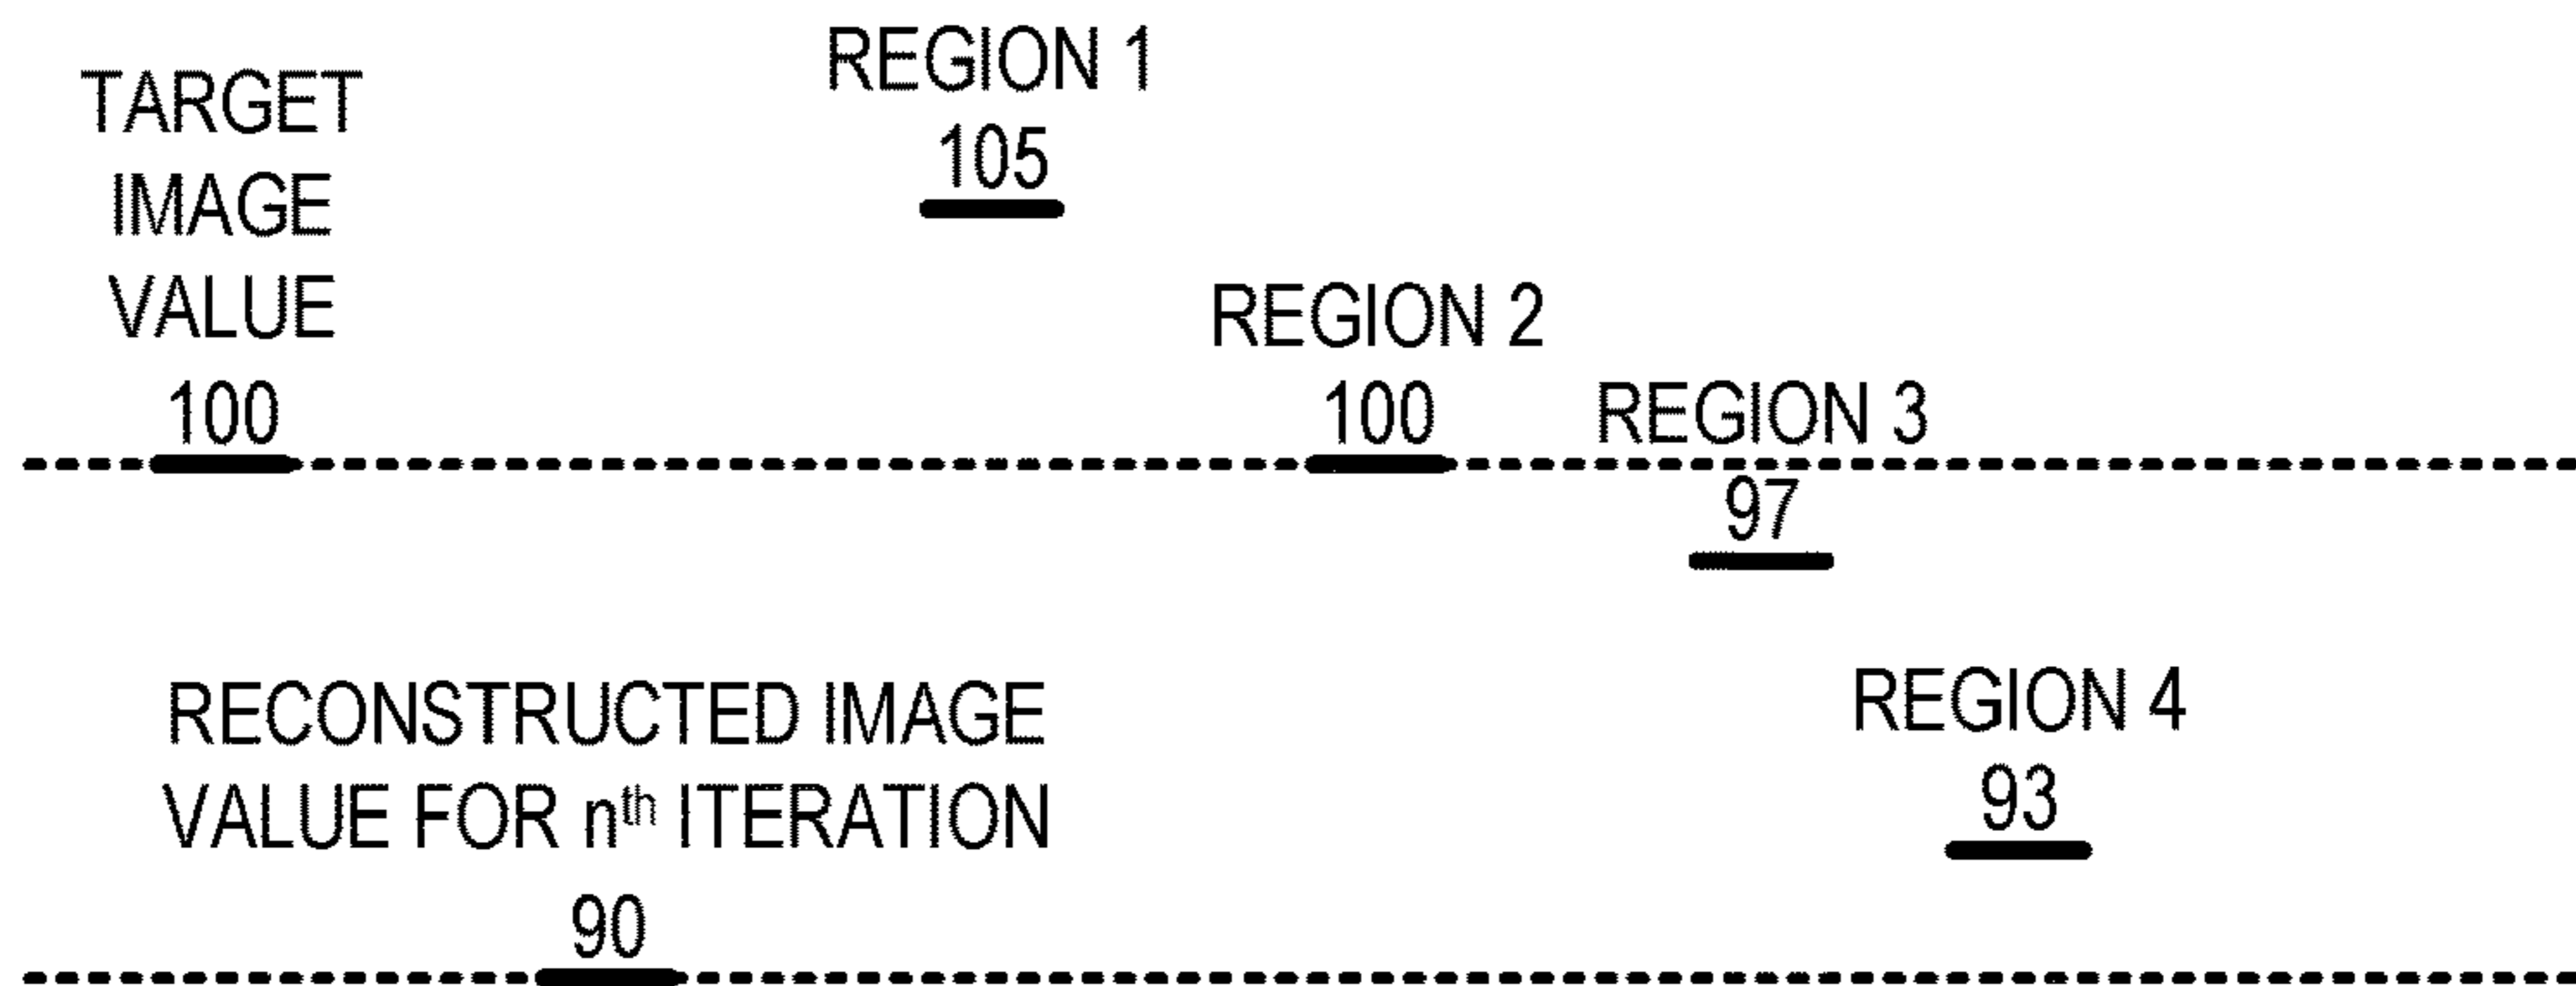 TARGET
IMAGE
VALUE
100
REGION 1
105
REGION 2
100
REGION 3
97
RECONSTRUCTED IMAGE
VALUE FOR nth ITERATION
90
REGION 4
93